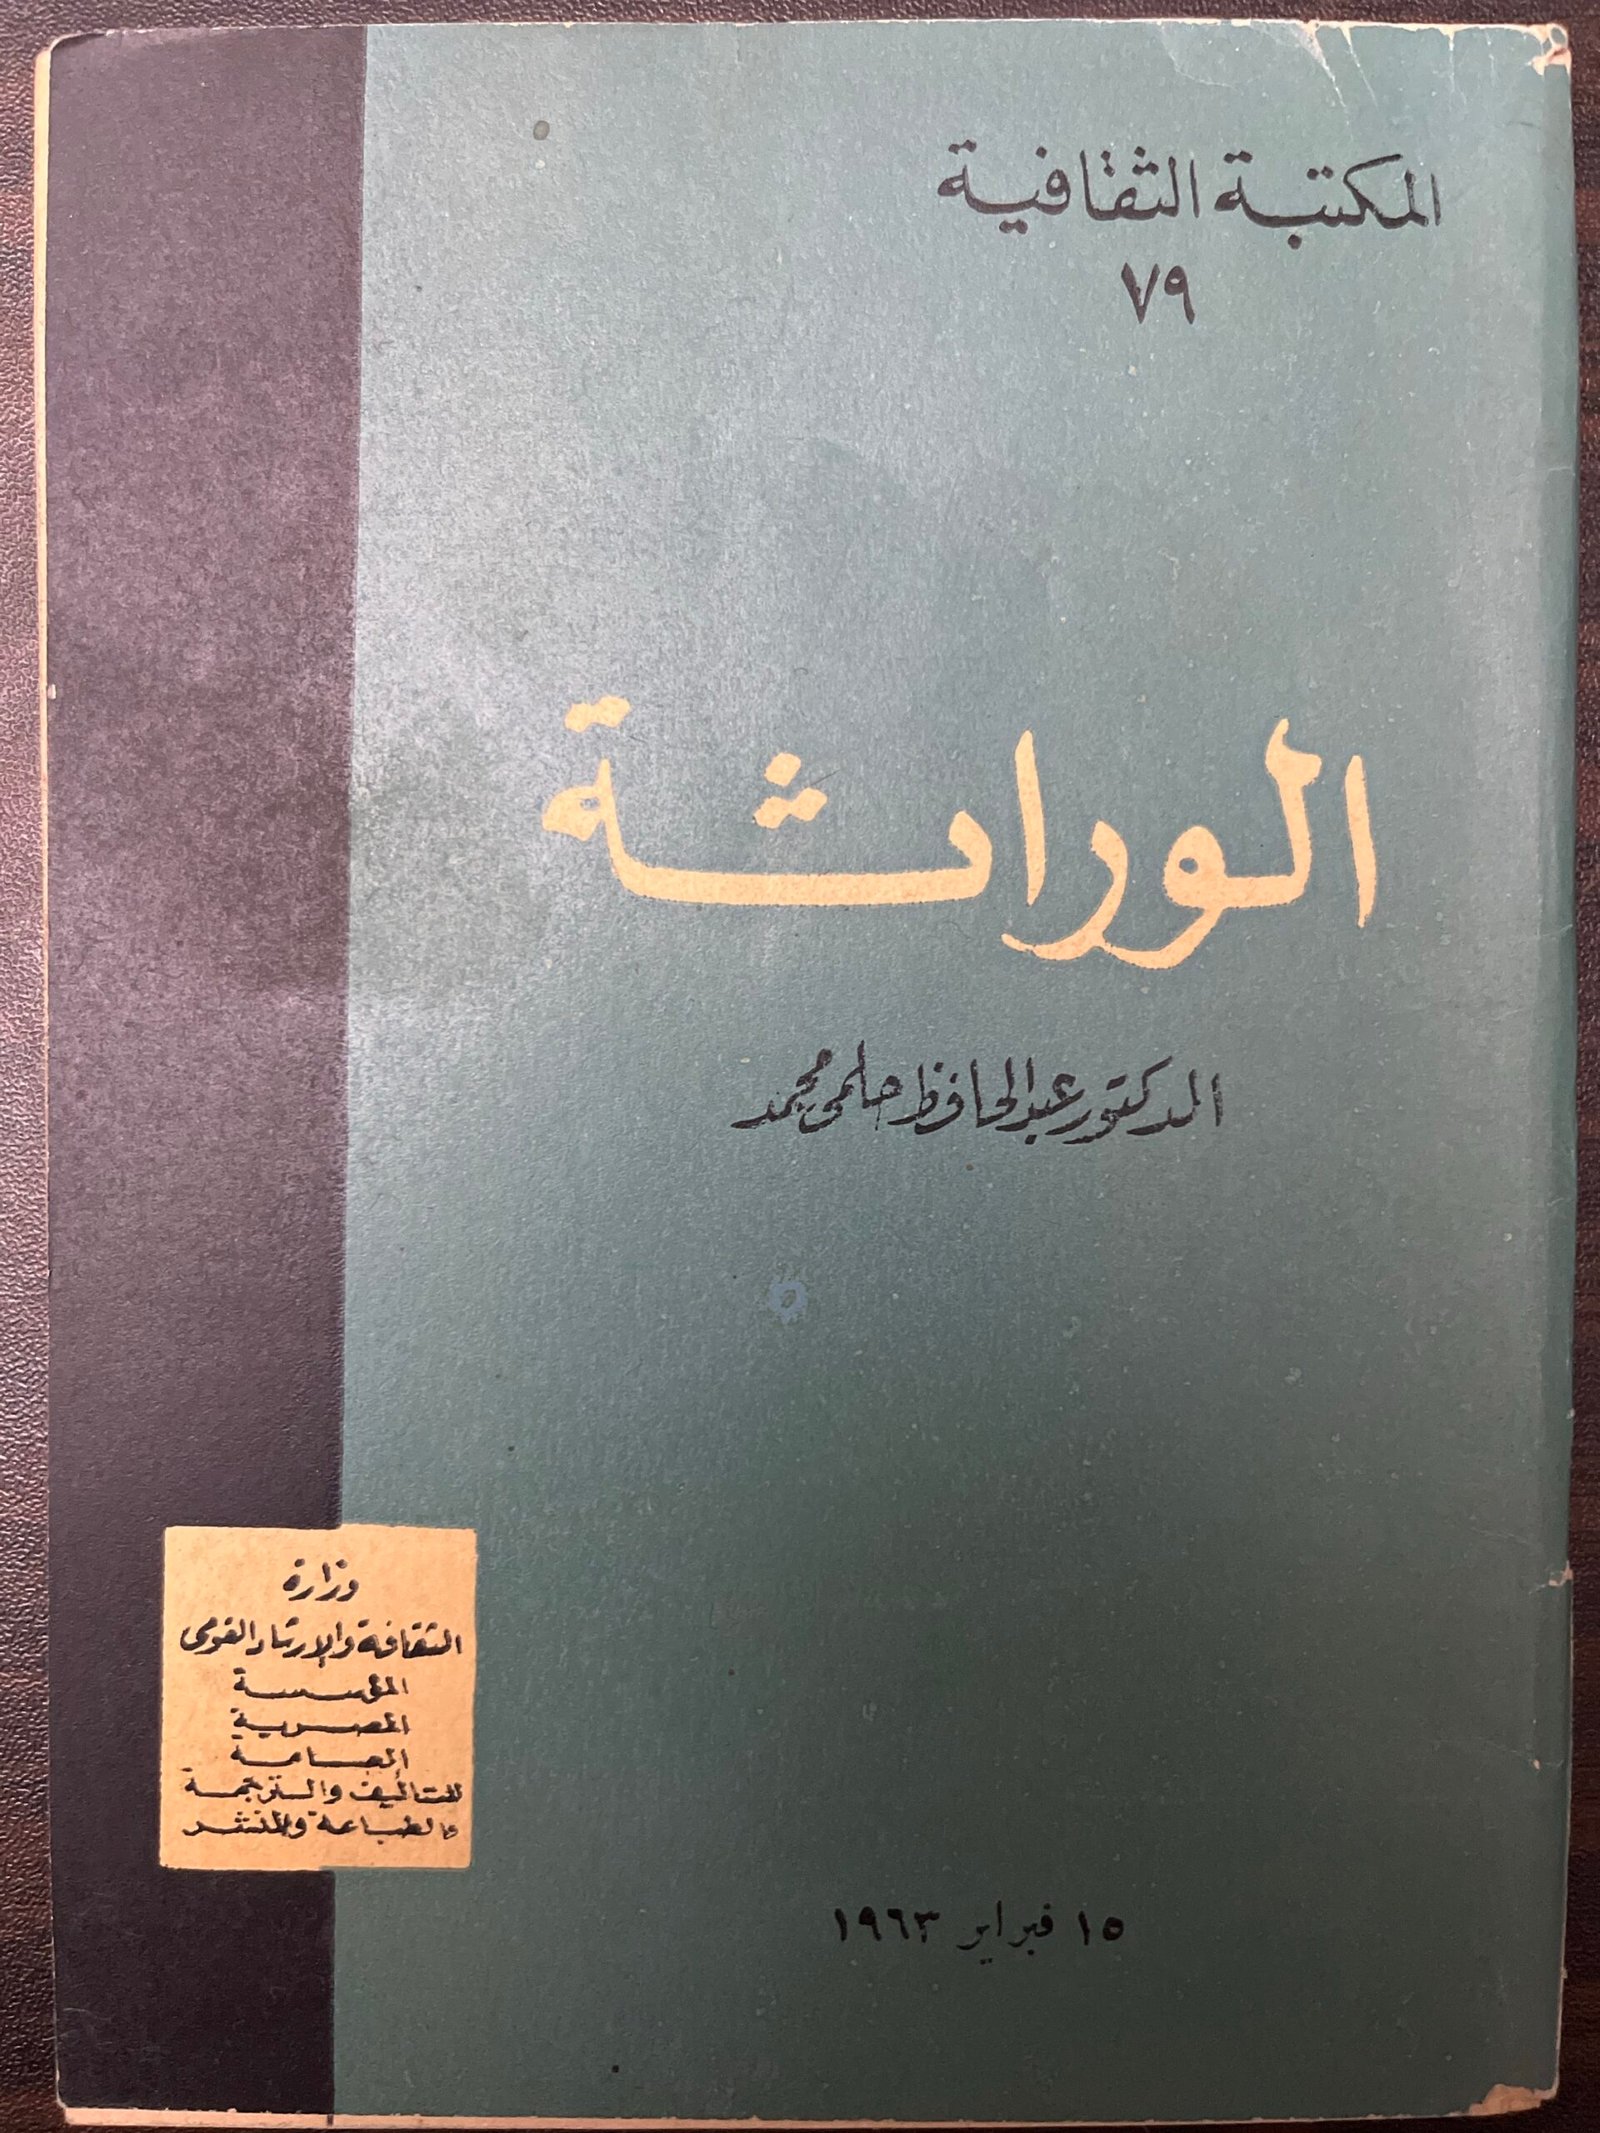 المكتبة الثقافية
٧٩
الوراثة
الدكتور عبد الحافظ حلمى محمد
وزارة
الثقافة والإرشاد القومى
المؤسسة
المصرية
العامة
للتأليف والترجمة
والطباعة والنشر
١٥ فبراير ١٩٦٣